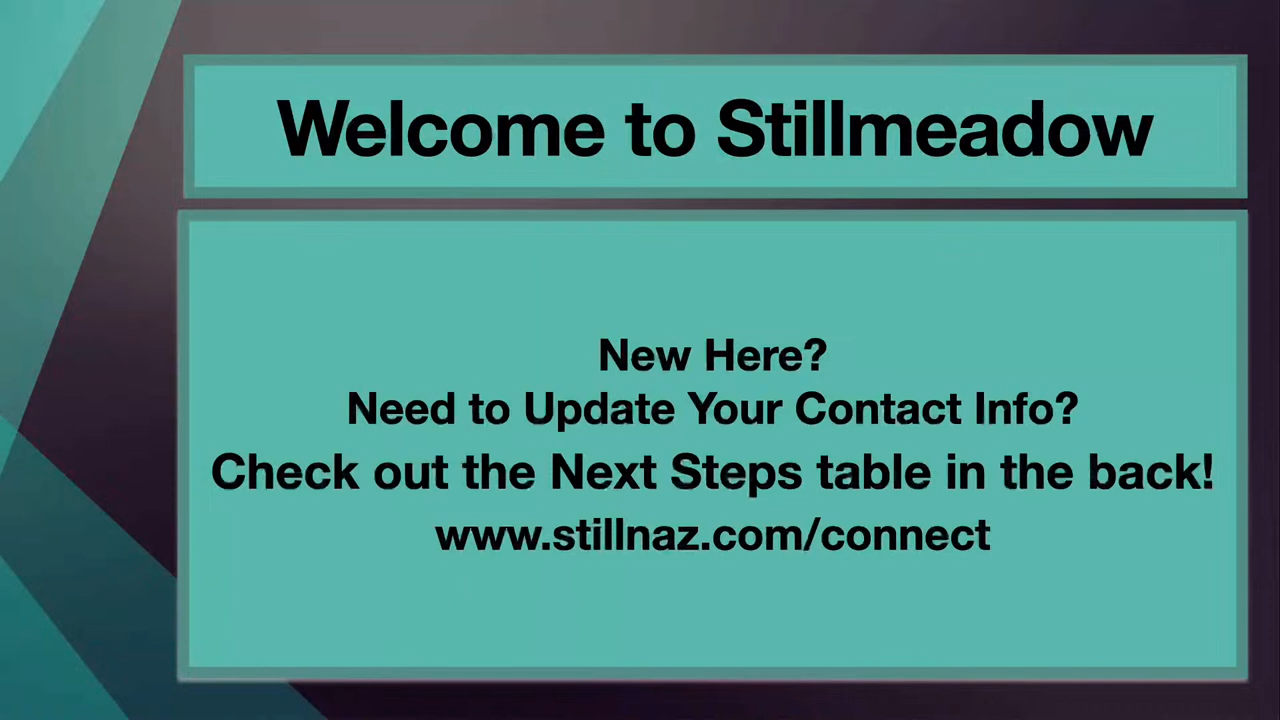 Welcome to Stillmeadow
New Here?
Need to Update Your Contact Info?
Check out the Next Steps table in the back!
www.stillnaz.com/connect